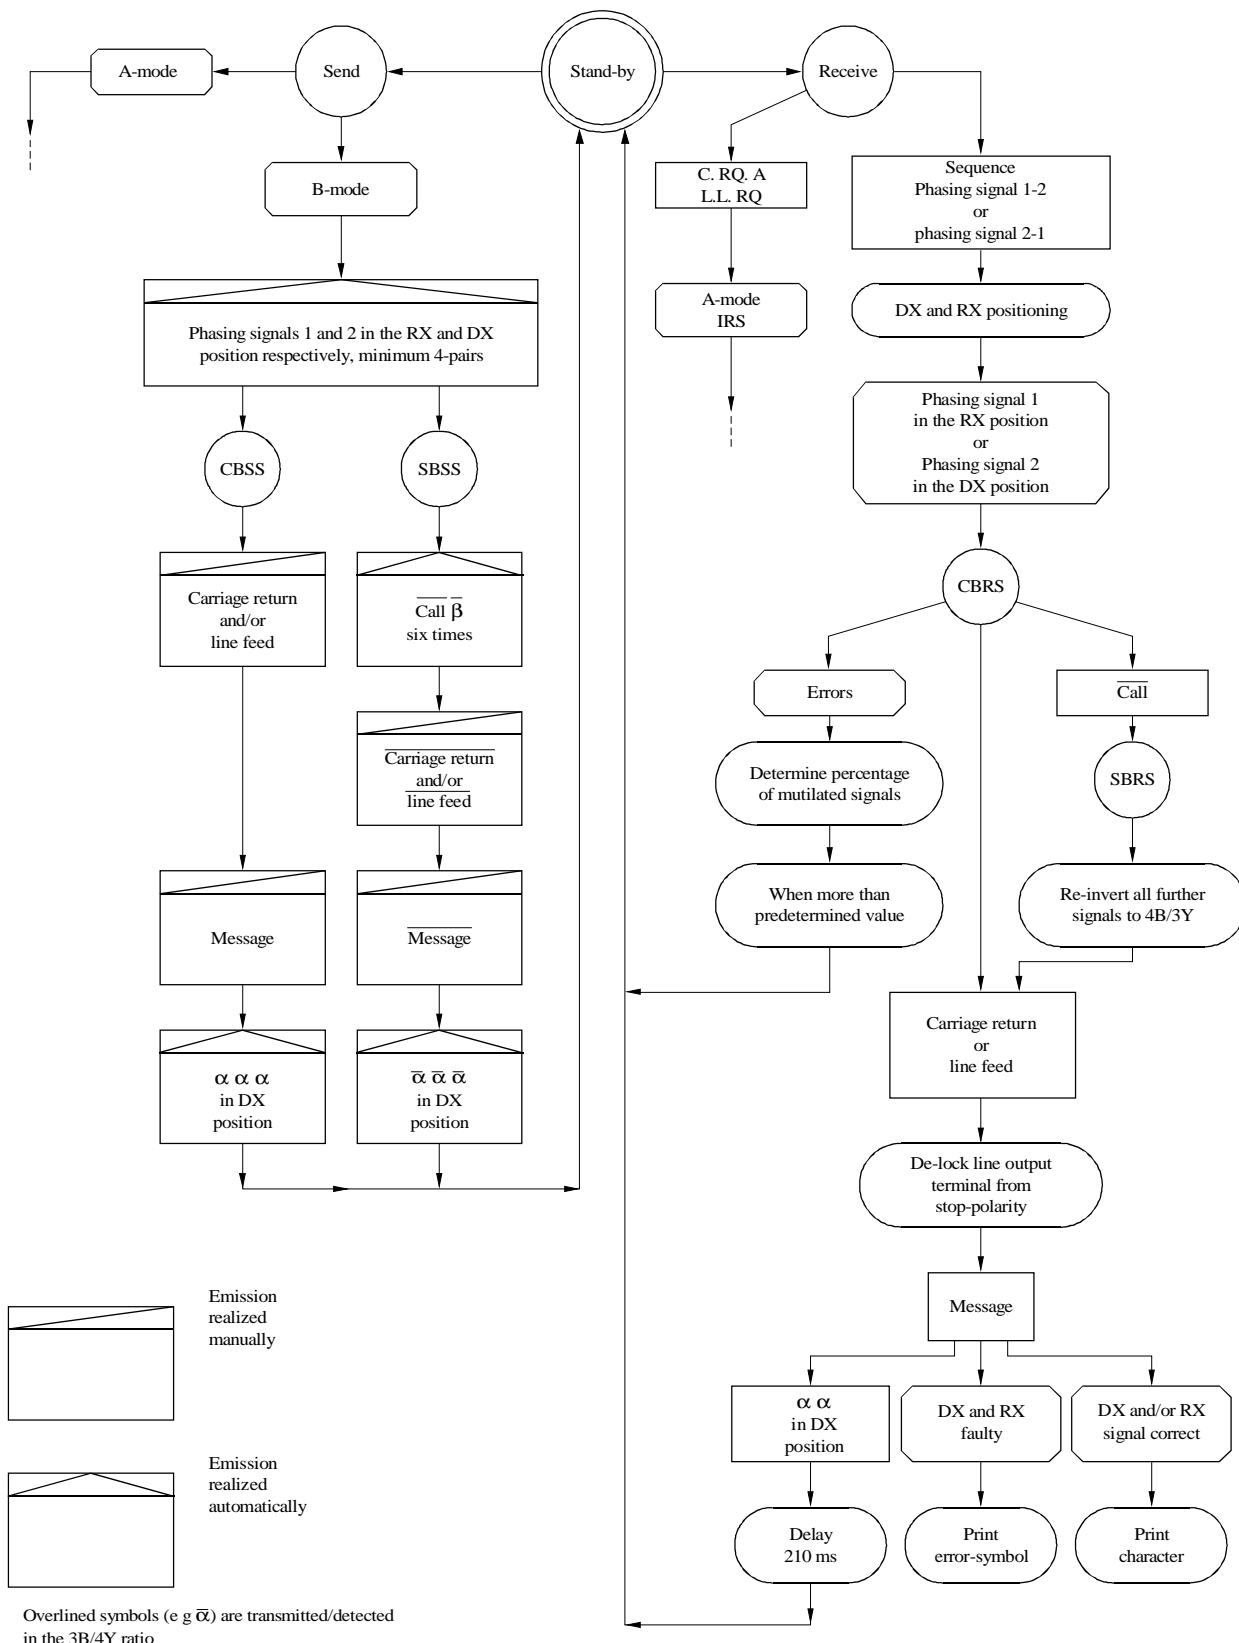 A-mode
Send
Stand-by
Receive
B-mode
C. RQ. A
L.L. RQ
Sequence
Phasing signal 1-2
or
phasing signal 2-1
A-mode
IRS
DX and RX positioning
Phasing signals 1 and 2 in the RX and DX
position respectively, minimum 4-pairs
Phasing signal 1
in the RX position
or
Phasing signal 2
in the DX position
CBSS
SBSS
CBRS
Carriage return
and/or
line feed
C̅a̅l̅l̅ β̅
six times
Errors
C̅a̅l̅l̅
C̅a̅r̅r̅i̅a̅g̅e̅ ̅r̅e̅t̅u̅r̅n̅
and/or
l̅i̅n̅e̅ ̅f̅e̅e̅d̅
Determine percentage
of mutilated signals
SBRS
When more than
predetermined value
Re-invert all further
signals to 4B/3Y
Message
M̅e̅s̅s̅a̅g̅e̅
Carriage return
or
line feed
α α α
in DX
position
α̅ α̅ α̅
in DX
position
De-lock line output
terminal from
stop-polarity
Message
Emission
realized
manually
α α
in DX
position
DX and RX
faulty
DX and/or RX
signal correct
Emission
realized
automatically
Delay
210 ms
Print
error-symbol
Print
character
Overlined symbols (e g α̅) are transmitted/detected
in the 3B/4Y ratio